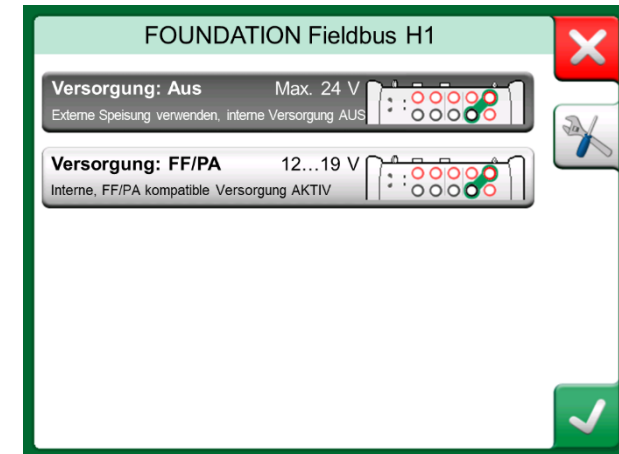 FOUNDATION Fieldbus H1
Versorgung: Aus Max. 24 V
Externe Speisung verwenden, interne Versorgung AUS
Versorgung: FF/PA 12...19 V
Interne, FF/PA kompatible Versorgung AKTIV